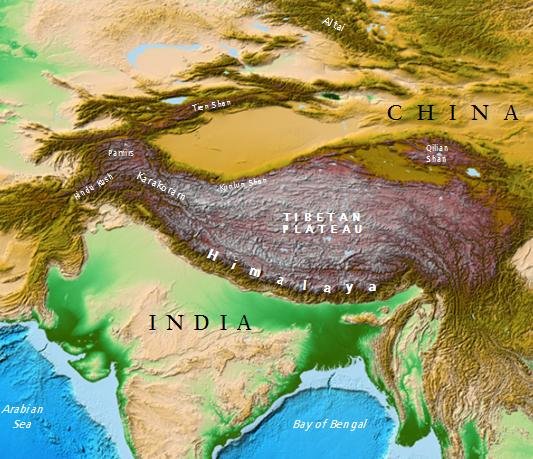 Altai
CHINA
Tien Shan
Qilian
Shan
Pamirs
Hindu Kush
Karakoram
Kunlun Shan
TIBETAN
PLATEAU
Himalaya
INDIA
Arabian
Sea
Bay of Bengal